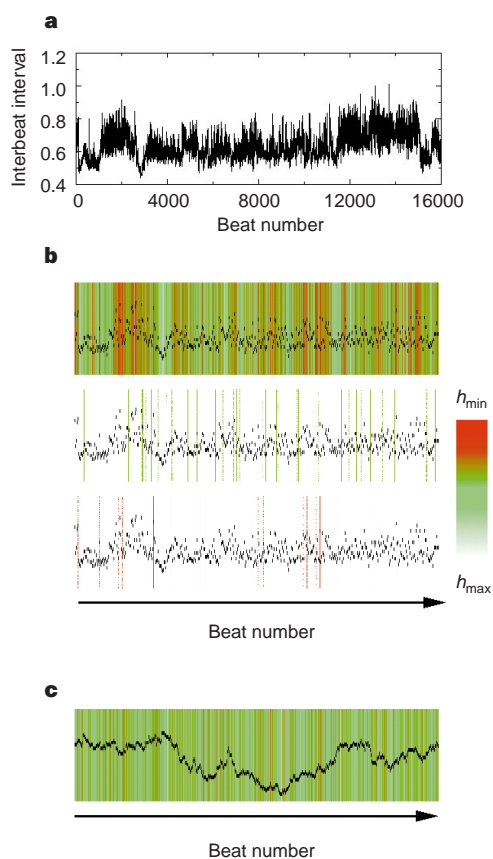 a
Interbeat interval
1.2
1.0
0.8
0.6
0.4
0 4000 8000 12000 16000
Beat number
b
hmin
hmax
Beat number
c
Beat number